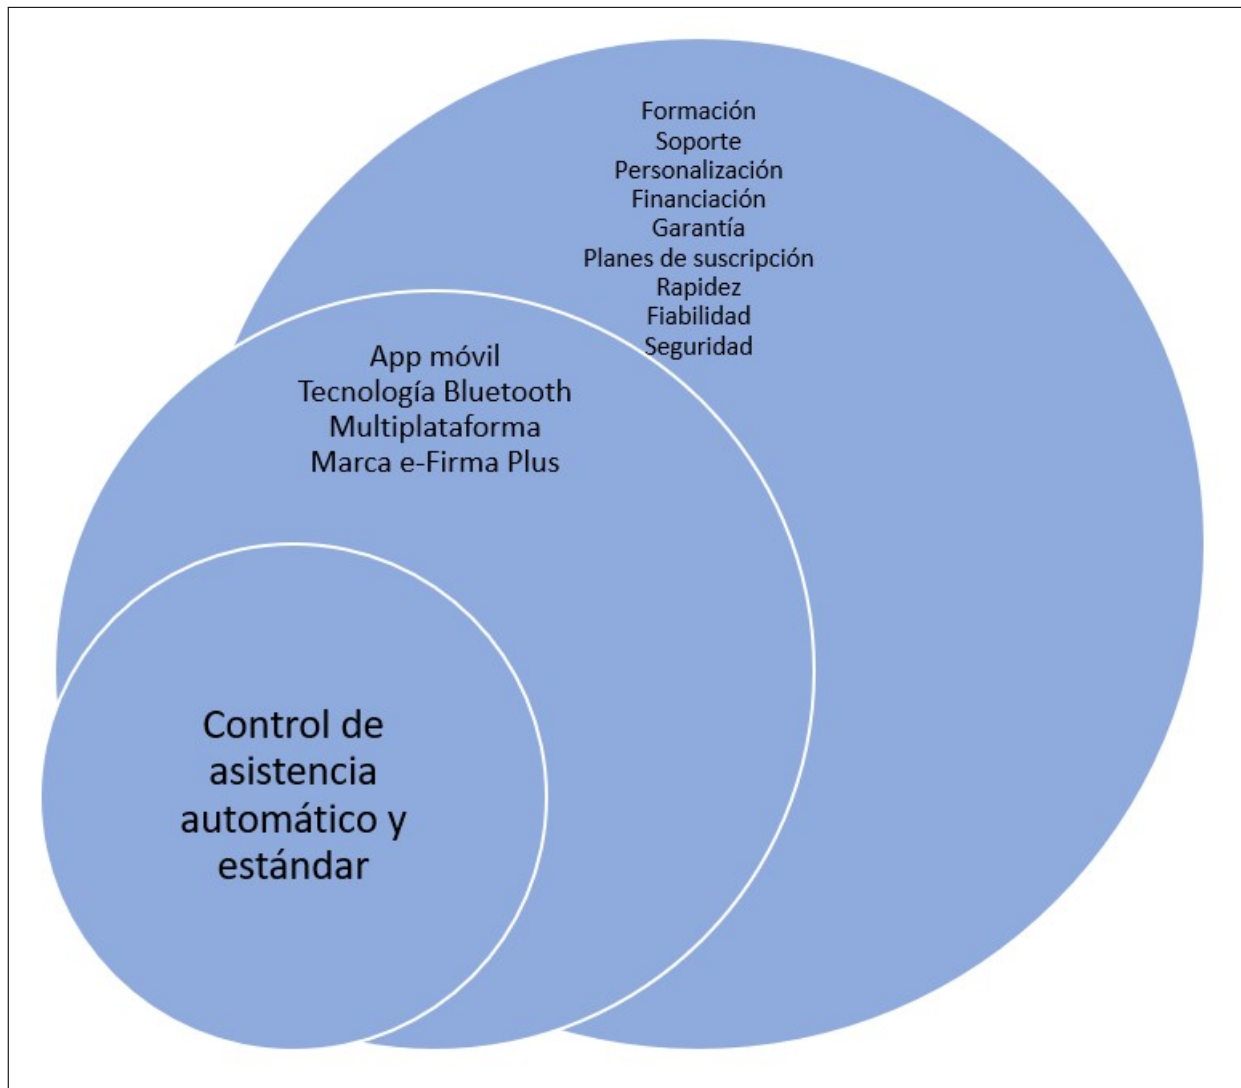 Formación
Soporte
Personalización
Financiación
Garantía
Planes de suscripción
Rapidez
Fiabilidad
Seguridad
App móvil
Tecnología Bluetooth
Multiplataforma
Marca e-Firma Plus
Control de
asistencia
automático y
estándar